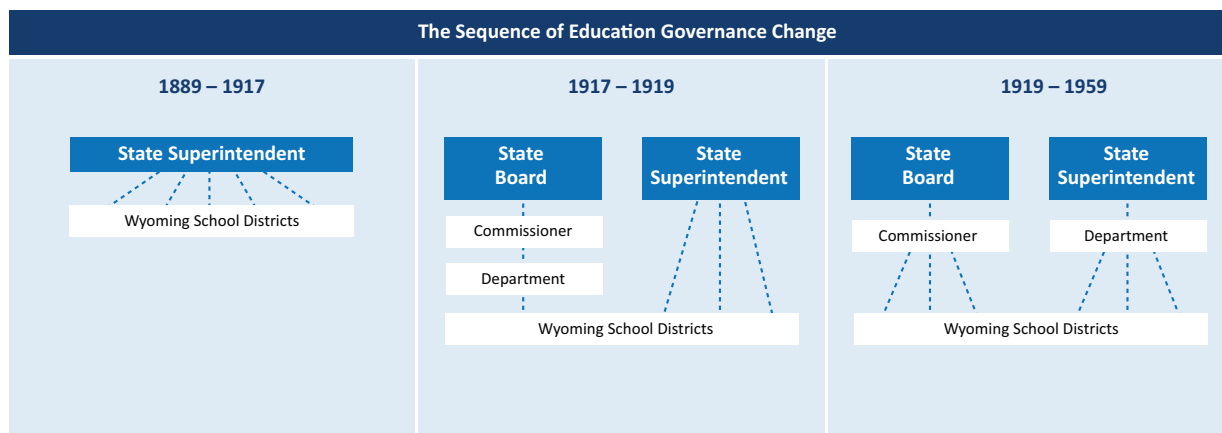 The Sequence of Education Governance Change
1889 – 1917
State Superintendent
Wyoming School Districts
1917 – 1919
State
Board
Commissioner
Department
State
Superintendent
Wyoming School Districts
1919 – 1959
State
Board
Commissioner
State
Superintendent
Department
Wyoming School Districts